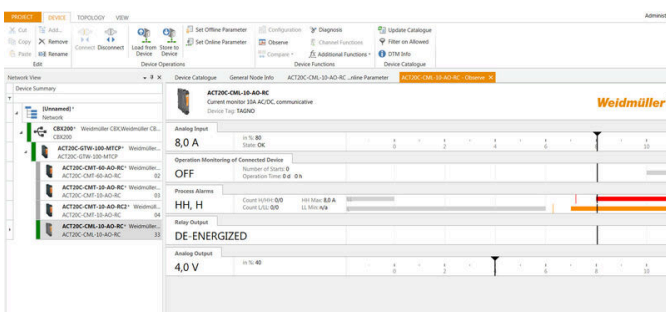 PROJECT DEVICE TOPOLOGY VIEW Administ
Cut Add... Connect Disconnect Load from Device Store to Device Set Offline Parameter Configuration Diagnosis Update Catalogue
Copy Remove Set Online Parameter Observe Channel Functions Filter on Allowed
Paste Rename Compare Additional Functions DTM Info
Edit Device Operations Device Functions Device Catalogue
Network View Device Catalogue General Node Info ACT20C-CML-10-AO-RC ...nline Parameter ACT20C-CML-10-AO-RC - Observe
Device Summary
ACT20C-CML-10-AO-RC
Current monitor 10A AC/DC, communicative
Device Tag: TAGNO
Weidmüller
[Unnamed]*
Network
CBX200* Weidmüller CBX;Weidmüller CB...
CBX200
ACT20C-GTW-100-MTCP* Weidmüller...
ACT20C-GTW-100-MTCP
ACT20C-CMT-60-AO-RC* Weidmüller...
ACT20C-CMT-60-AO-RC 02
ACT20C-CMT-10-AO-RC* Weidmüller...
ACT20C-CMT-10-AO-RC 03
ACT20C-CMT-10-AO-RC2* Weidmüll...
ACT20C-CMT-10-AO-RC 04
ACT20C-CML-10-AO-RC* Weidmüller...
ACT20C-CML-10-AO-RC 33
Analog Input
8,0 A
in %: 80
State: OK
0 2 4 6 8 10
Operation Monitoring of Connected Device
OFF
Number of Starts: 0
Operation Time: 0 d 0 h
Process Alarms
HH, H
Count H/HH: 0/0 HH Max: 8,0 A
Count L/LL: 0/0 LL Min: n/a
Relay Output
DE-ENERGIZED
Analog Output
4,0 V
in %: 40
0 2 4 6 8 10